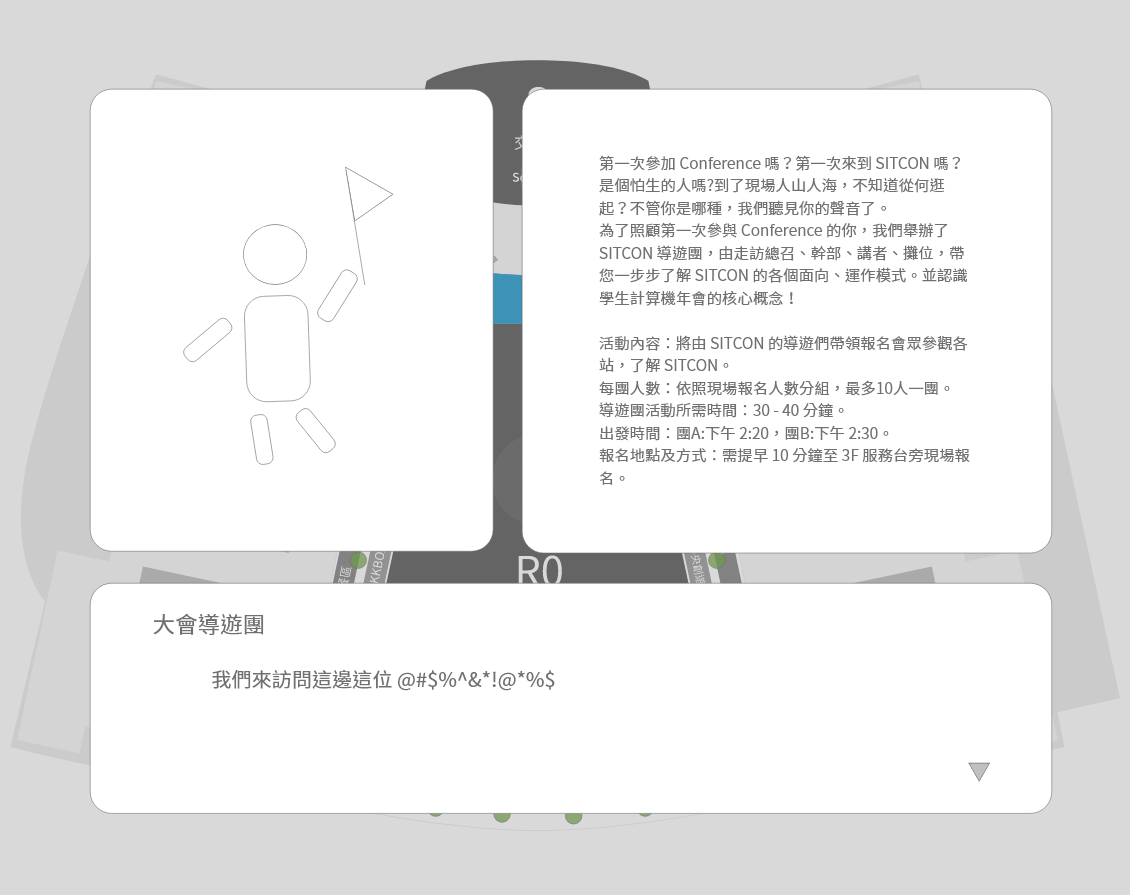 第一次參加 Conference 嗎？第一次來到 SITCON 嗎？
是個怕生的人嗎?到了現場人山人海，不知道從何逛
起？不管你是哪種，我們聽見你的聲音了。
為了照顧第一次參與 Conference 的你，我們舉辦了
SITCON 導遊團，由走訪總召、幹部、講者、攤位，帶
您一步步了解 SITCON 的各個面向、運作模式。並認識
學生計算機年會的核心概念！
活動內容：將由 SITCON 的導遊們帶領報名會眾參觀各
站，了解 SITCON。
每團人數：依照現場報名人數分組，最多10人一團。
導遊團活動所需時間：30 - 40 分鐘。
出發時間：團A:下午 2:20，團B:下午 2:30。
報名地點及方式：需提早 10 分鐘至 3F 服務台旁現場報
名。
R0
大會導遊團
我們來訪問這邊這位 @#$%^&*!@*%$